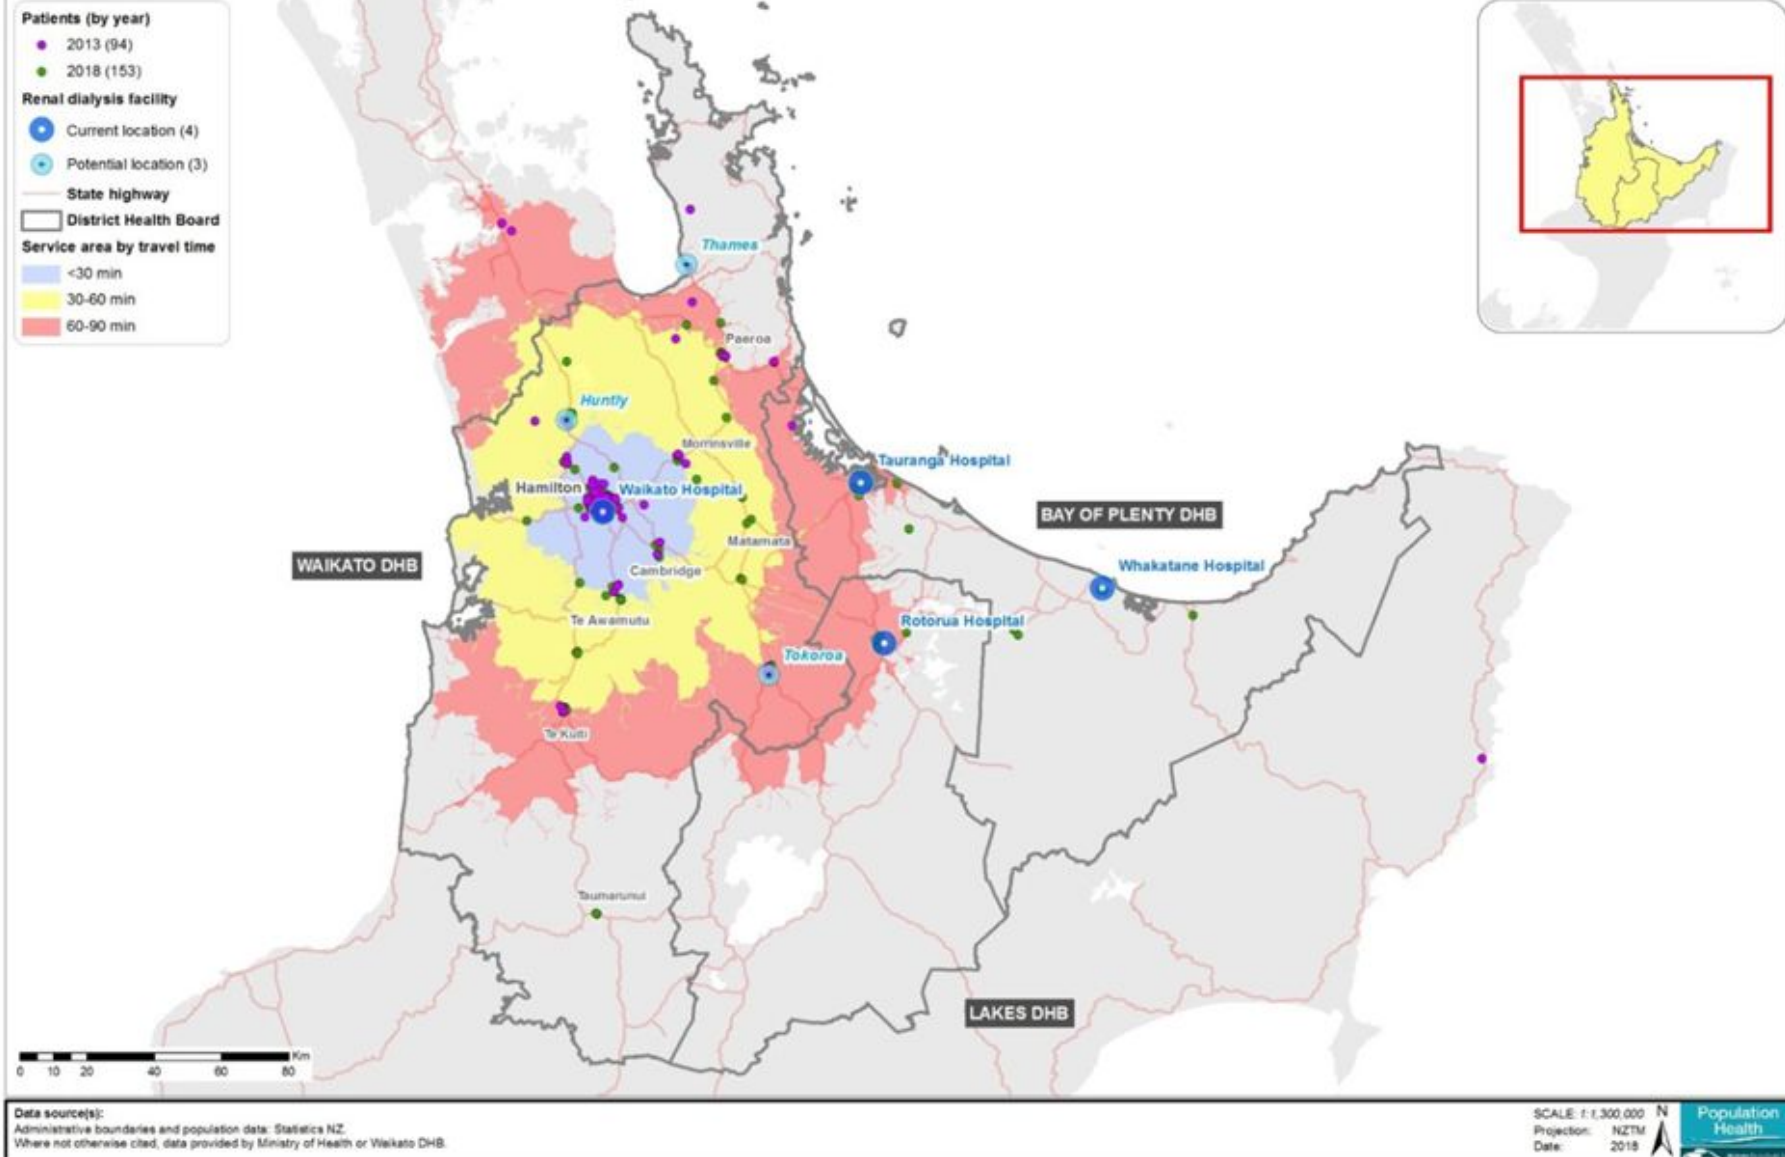 Patients (by year)
2013 (94)
2018 (153)
Renal dialysis facility
Current location (4)
Potential location (3)
State highway
District Health Board
Service area by travel time
<30 min
30-60 min
60-90 min
Thames
Paeroa
Huntly
Morrinsville
Tauranga Hospital
Hamilton
Waikato Hospital
BAY OF PLENTY DHB
Matamata
WAIKATO DHB
Cambridge
Whakatane Hospital
Te Awamutu
Rotorua Hospital
Tokoroa
Te Kuiti
Taumarunui
LAKES DHB
Km
0 10 20 40 60 80
Data source(s):
Administrative boundaries and population data: Statistics NZ.
Where not otherwise cited, data provided by Ministry of Health or Waikato DHB.
SCALE: 1:1,300,000
Projection: NZTM
Date: 2018
N
Population
Health